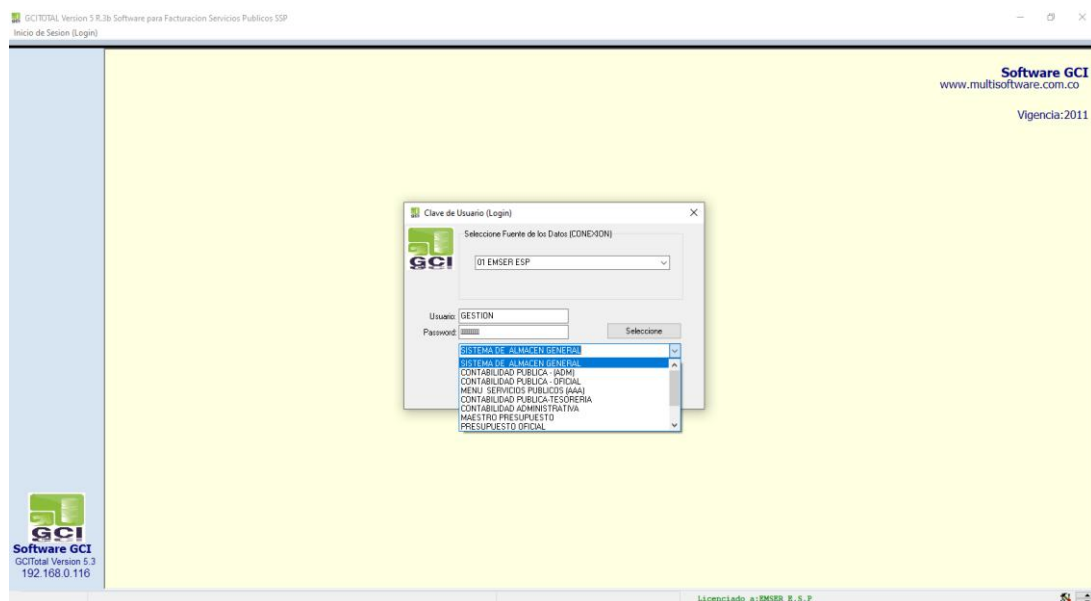 GCITOTAL Version 5 R.3b Software para Facturacion Servicios Publicos SSP
Inicio de Sesion (Login)
Software GCI
www.multisoftware.com.co
Vigencia:2011
Clave de Usuario (Login)
Seleccione Fuente de los Datos (CONEXION)
GCI
01 EMSER ESP
Usuario: GESTION
Password:
Seleccione
SISTEMA DE ALMACEN GENERAL
SISTEMA DE ALMACEN GENERAL
CONTABILIDAD PUBLICA - (ADM)
CONTABILIDAD PUBLICA - OFICIAL
MENU SERVICIOS PUBLICOS (AAA)
CONTABILIDAD PUBLICA-TESORERIA
CONTABILIDAD ADMINISTRATIVA
MAESTRO PRESUPUESTO
PRESUPUESTO OFICIAL
GCI
Software GCI
GCITotal Version 5.3
192.168.0.116
Licenciado a:EMSER E.S.P